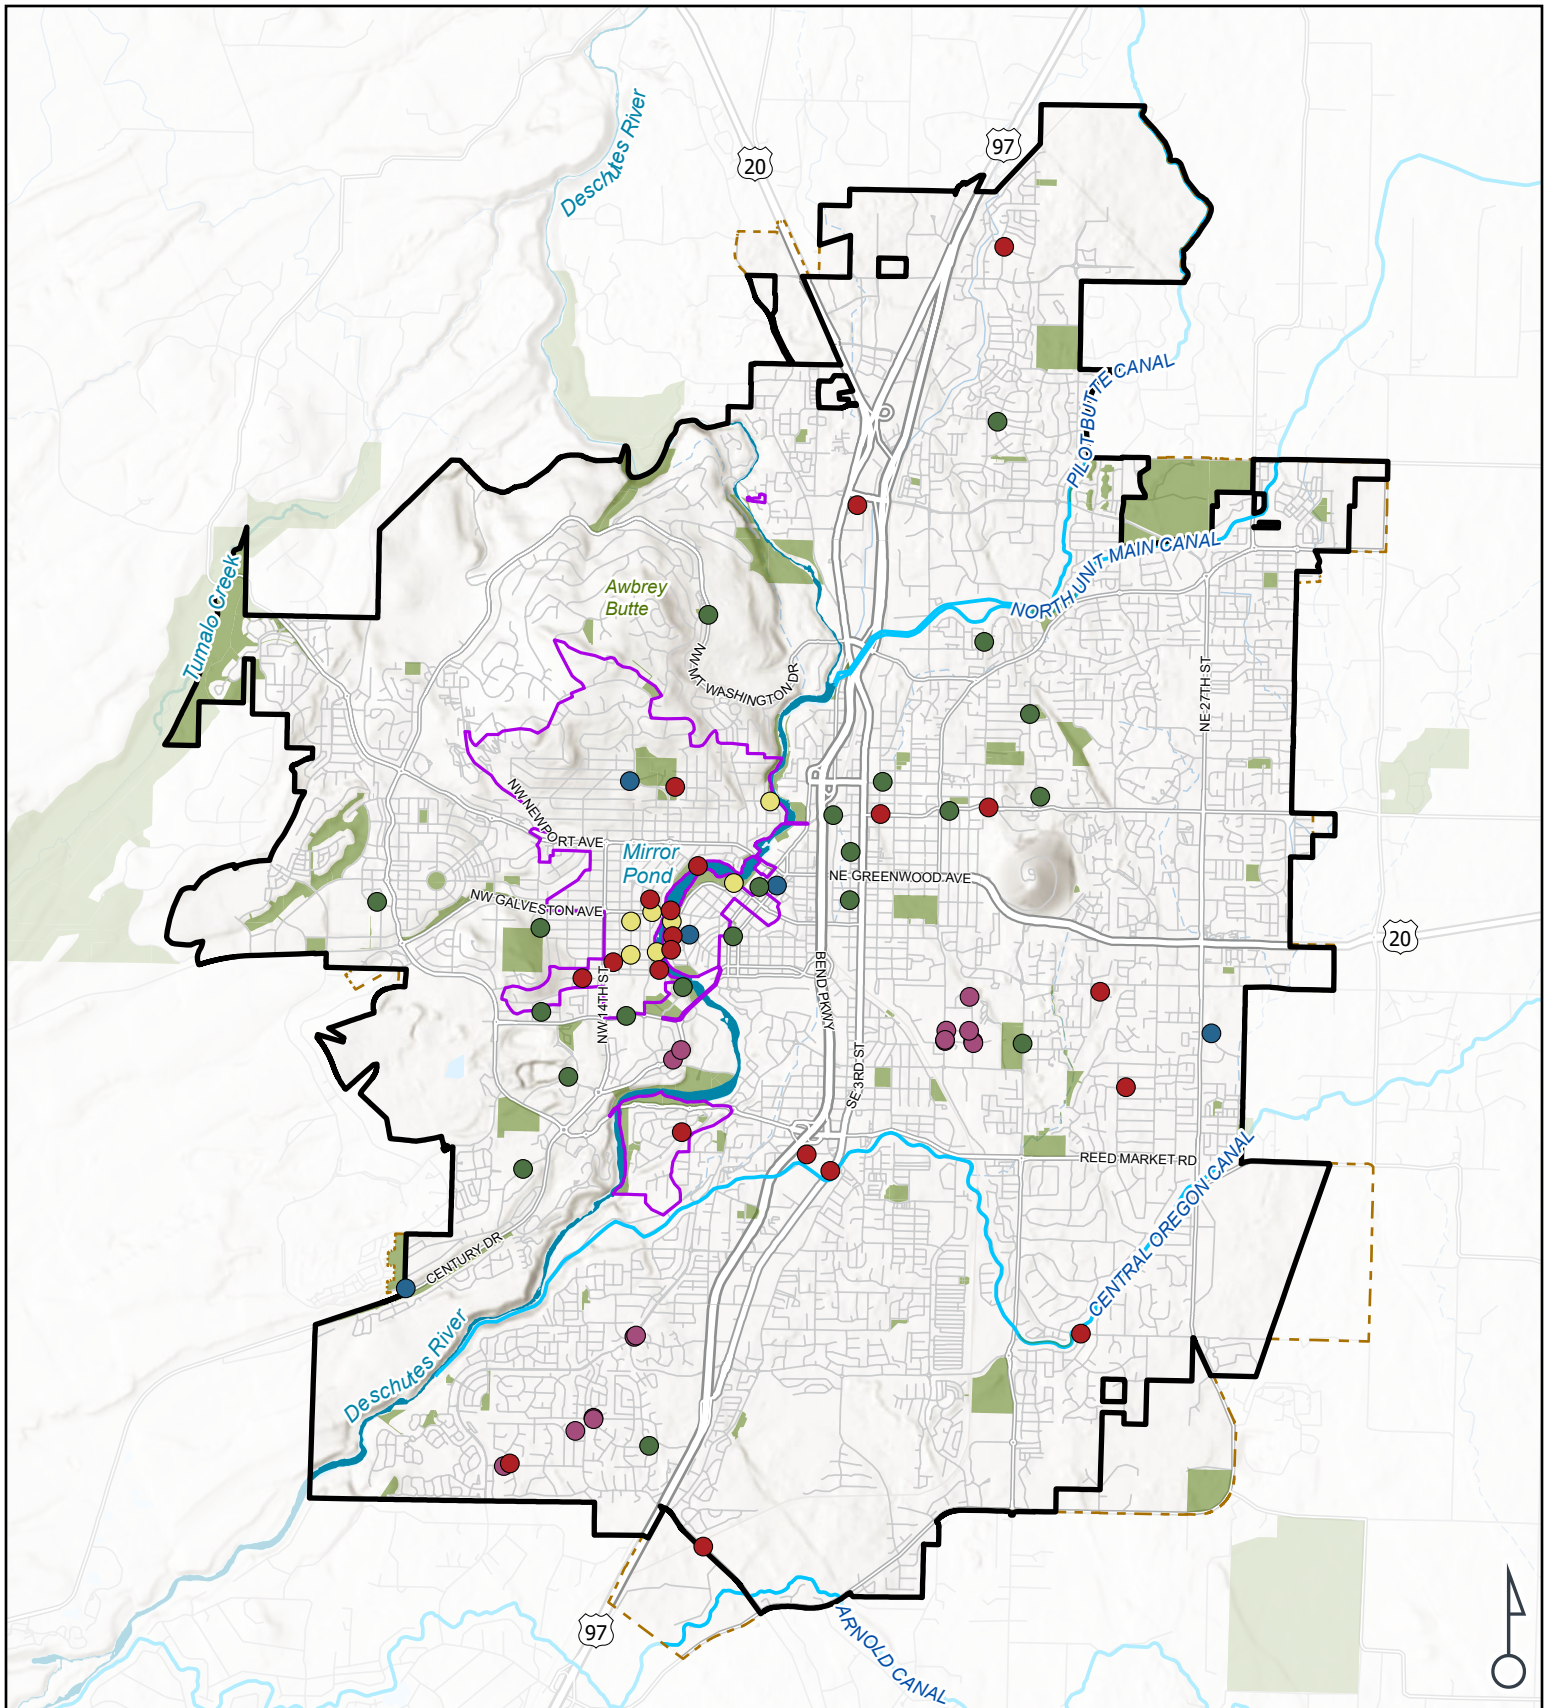 Deschutes River
20
97
PILOT BUTTE CANAL
Tumalo Creek
NORTH UNIT MAIN CANAL
Awbrey
Butte
NW MT WASHINGTON DR
NE 27TH ST
NW NEWPORT AVE
Mirror
Pond
NE GREENWOOD AVE
NW GALVESTON AVE
20
NW 14TH ST
BEND PKWY
SE 3RD ST
REED MARKET RD
CENTRAL OREGON CANAL
CENTURY DR
Deschutes River
97
ARNOLD CANAL